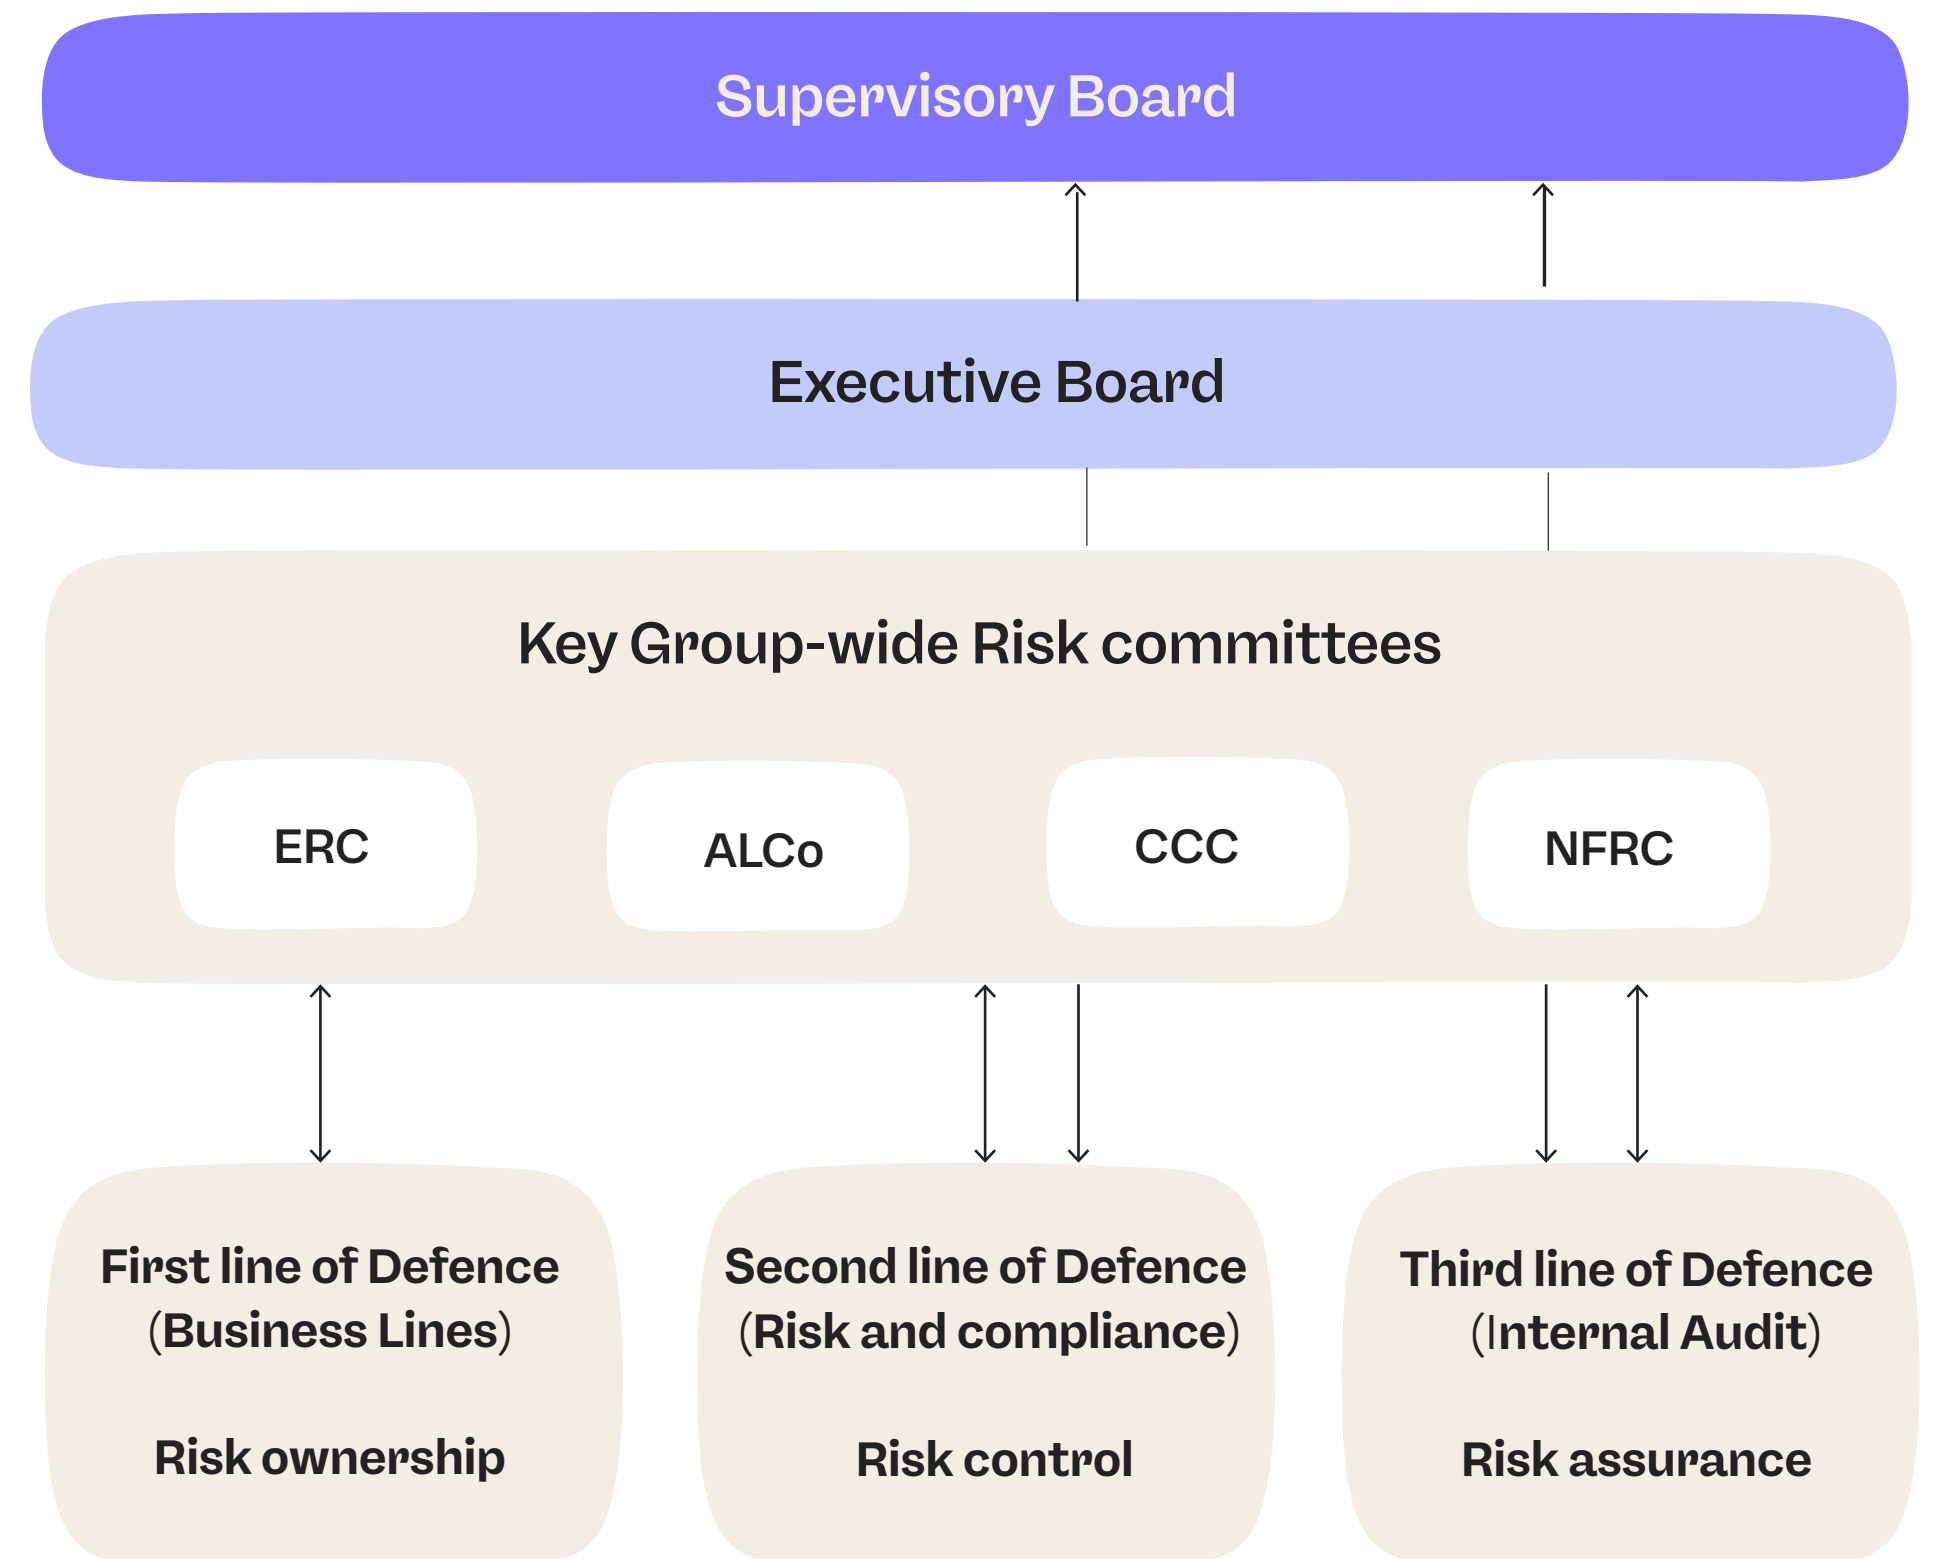 Supervisory Board
Executive Board
Key Group-wide Risk committees
ERC
ALCo
CCC
NFRC
First line of Defence
(Business Lines)
Risk ownership
Second line of Defence
(Risk and compliance)
Risk control
Third line of Defence
(Internal Audit)
Risk assurance